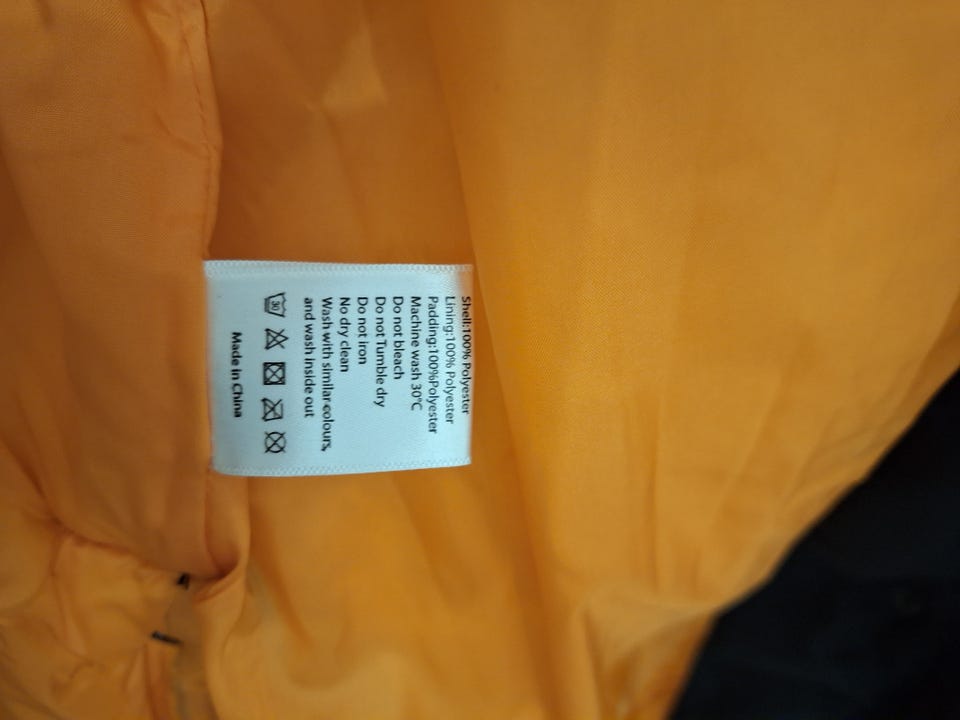 Shell:100% Polyester
Lining:100% Polyester
Padding:100%Polyester
Machine wash 30°C
Do not bleach
Do not Tumble dry
Do not iron
No dry clean
Wash with similar colours,
and wash inside out
30
Made in China